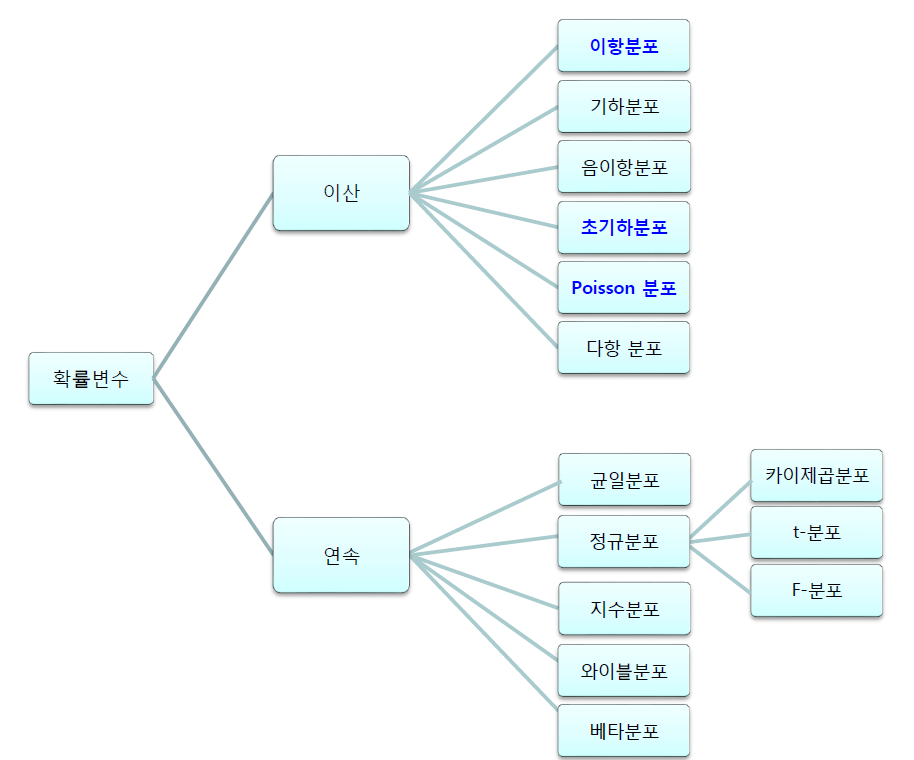 확률변수
이산
이항분포
기하분포
음이항분포
초기하분포
Poisson 분포
다항 분포
연속
균일분포
정규분포
카이제곱분포
t-분포
F-분포
지수분포
와이블분포
베타분포